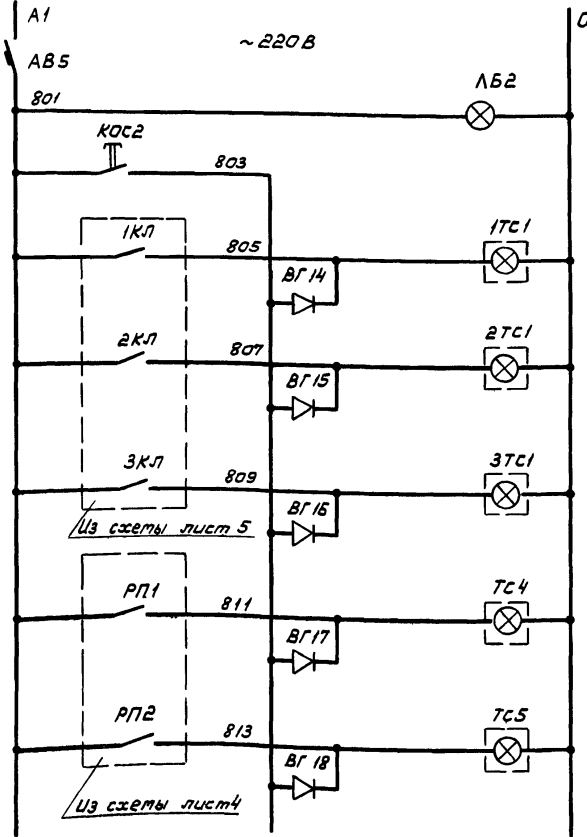 А1
О
~220В
АВ5
801
ЛБ2
КОС2
803
1КЛ
805
1ТС1
ВГ14
2КЛ
807
2ТС1
ВГ15
3КЛ
809
3ТС1
ВГ16
Из схемы лист 5
РП1
811
ТС4
ВГ17
РП2
813
ТС5
ВГ18
Из схемы лист4